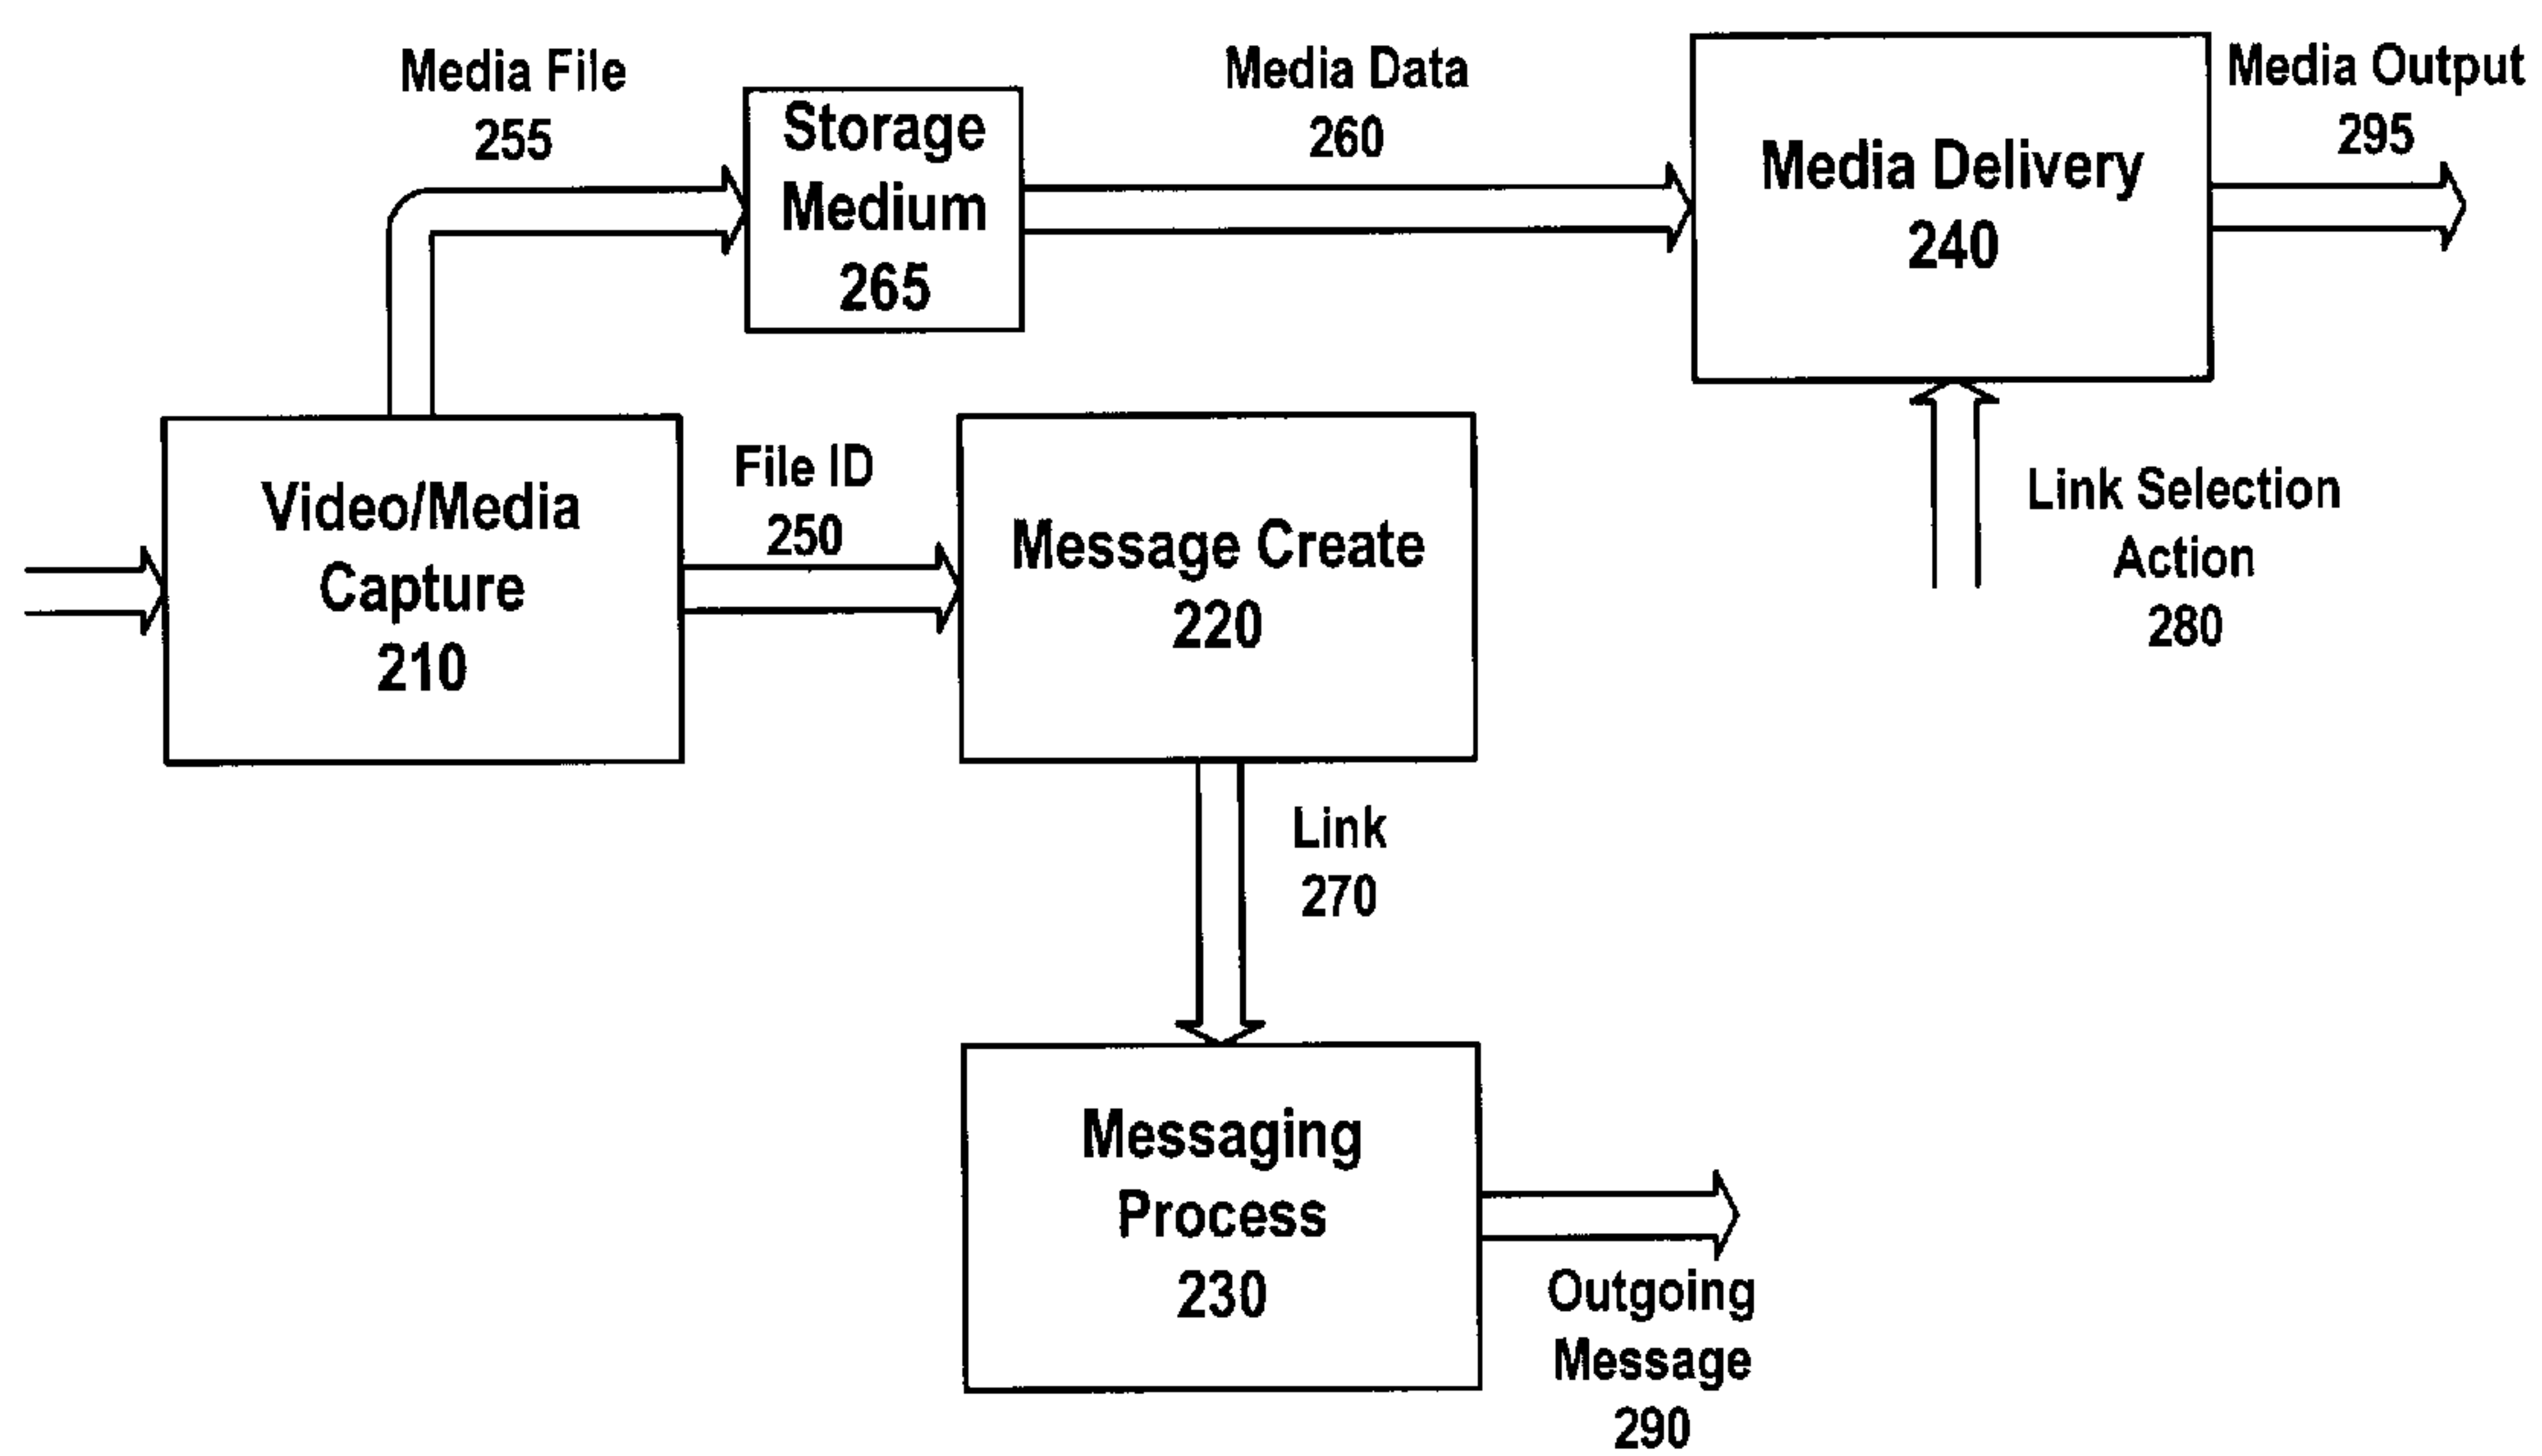 Media File
255
Storage
Medium
265
Media Data
260
Media Delivery
240
Media Output
295
Video/Media
Capture
210
File ID
250
Message Create
220
Link Selection
Action
280
Link
270
Messaging
Process
230
Outgoing
Message
290